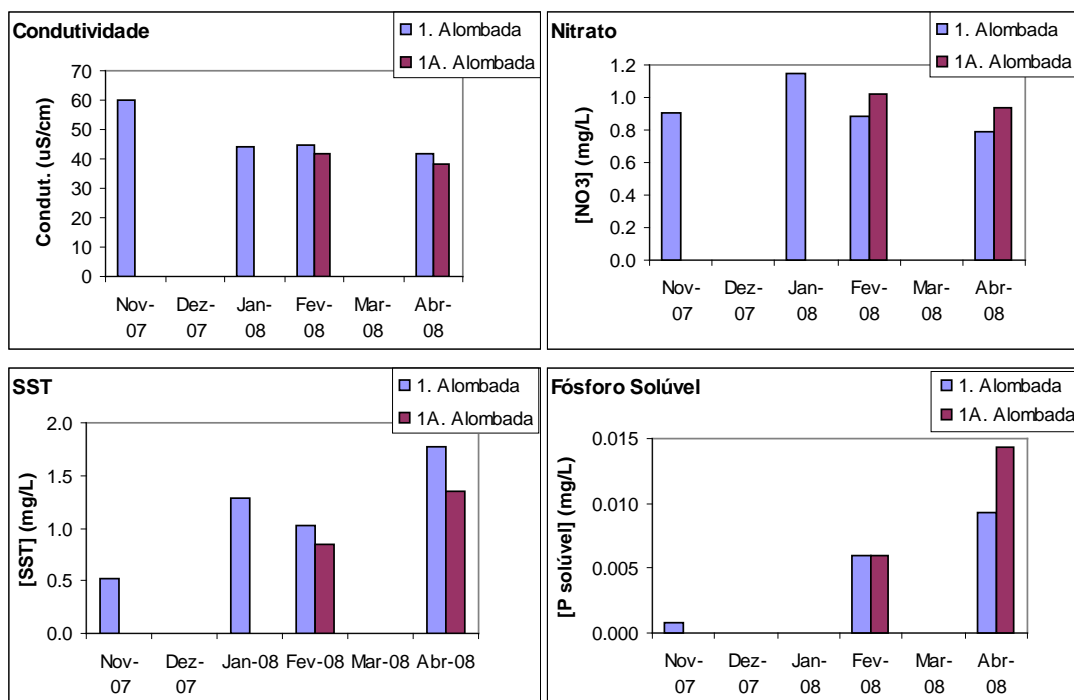 Condutividade
1. Alombada
1A. Alombada
70
60
50
40
30
20
10
0
Condut. (uS/cm)
Nov-07
Dez-07
Jan-08
Fev-08
Mar-08
Abr-08
Nitrato
1. Alombada
1A. Alombada
1.2
1.0
0.8
0.6
0.4
0.2
0.0
[NO3] (mg/L)
Nov-07
Dez-07
Jan-08
Fev-08
Mar-08
Abr-08
SST
1. Alombada
1A. Alombada
2.0
1.5
1.0
0.5
0.0
[SST] (mg/L)
Nov-07
Dez-07
Jan-08
Fev-08
Mar-08
Abr-08
Fósforo Solúvel
1. Alombada
1A. Alombada
0.015
0.010
0.005
0.000
[P solúvel] (mg/L)
Nov-07
Dez-07
Jan-08
Fev-08
Mar-08
Abr-08